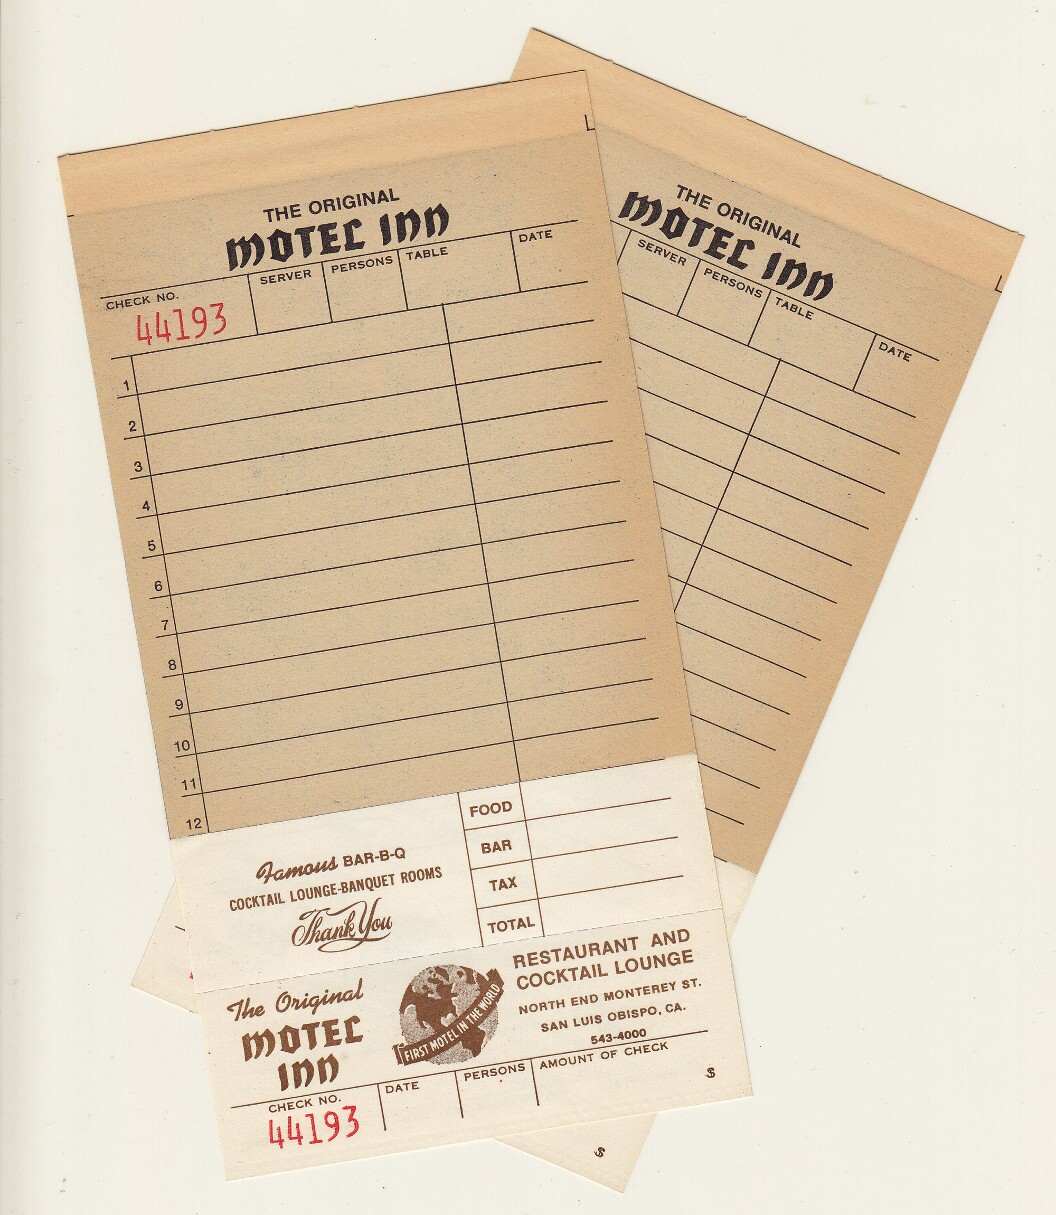 THE ORIGINAL
MOTEL INN
CHECK NO.
SERVER
PERSONS
TABLE
DATE
44193
1
2
3
4
5
6
7
8
9
10
11
12
FOOD
BAR
TAX
TOTAL
Famous BAR-B-Q
COCKTAIL LOUNGE-BANQUET ROOMS
Thank You
The Original
MOTEL
INN
FIRST MOTEL IN THE WORLD
RESTAURANT AND
COCKTAIL LOUNGE
NORTH END MONTEREY ST.
SAN LUIS OBISPO, CA.
543-4000
CHECK NO.
DATE
PERSONS
AMOUNT OF CHECK
$
44193
THE ORIGINAL
MOTEL INN
SERVER
PERSONS
TABLE
DATE
$